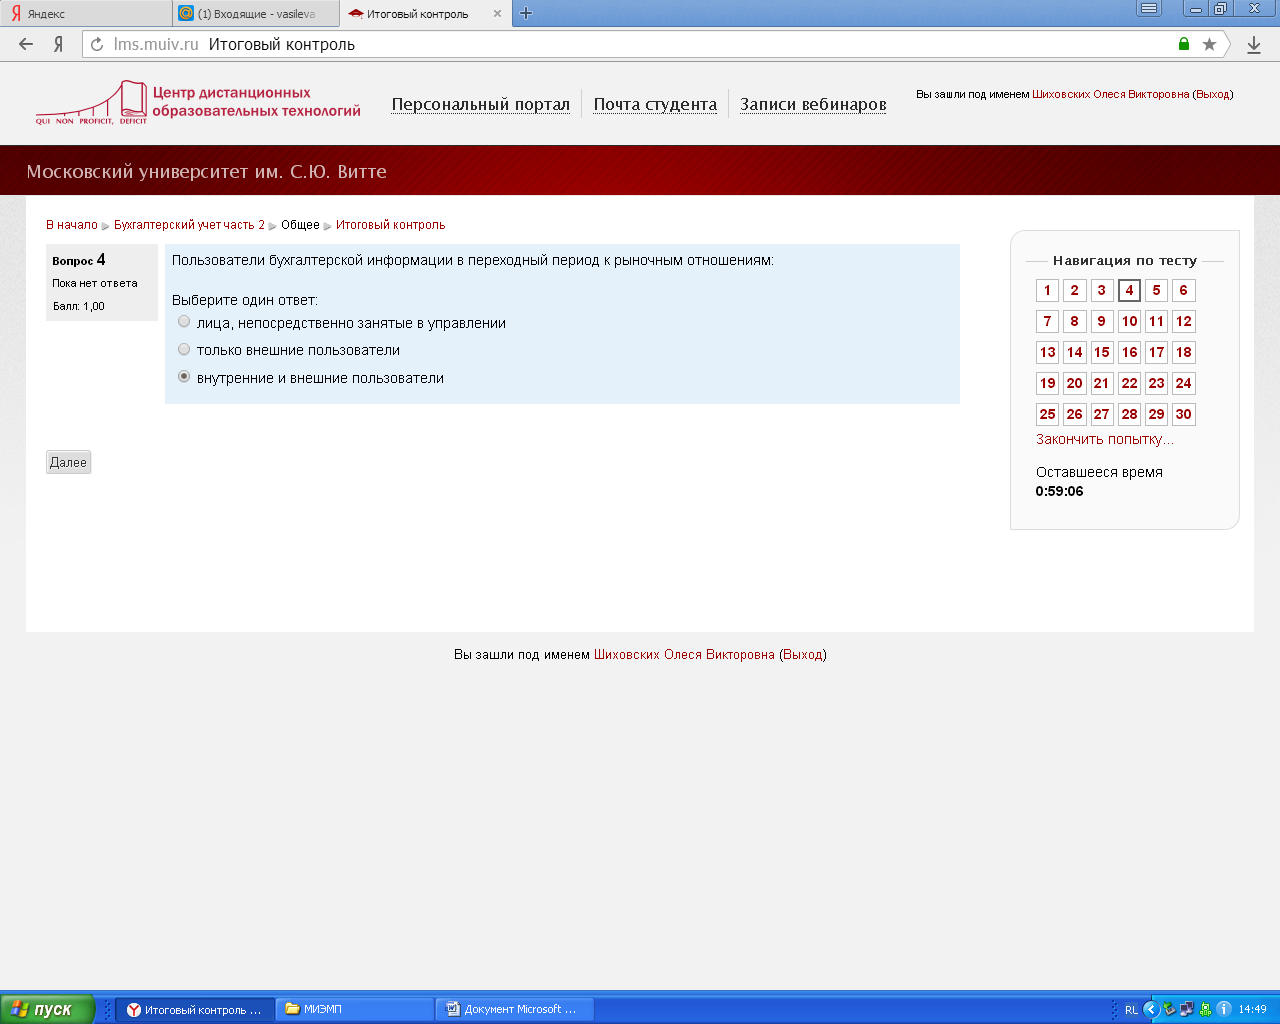 Яндекс
(1) Входящие - vasileva
Итоговый контроль
lms.muiv.ru Итоговый контроль
Центр дистанционных
образовательных технологий
QUI NON PROFICIT, DEFICIT
Персональный портал
Почта студента
Записи вебинаров
Вы зашли под именем Шиховских Олеся Викторовна (Выход)
Московский университет им. С.Ю. Витте
В начало
Бухгалтерский учет часть 2
Общее
Итоговый контроль
Вопрос 4
Пока нет ответа
Балл: 1,00
Пользователи бухгалтерской информации в переходный период к рыночным отношениям:
Выберите один ответ:
лица, непосредственно занятые в управлении
только внешние пользователи
внутренние и внешние пользователи
Далее
Навигация по тесту
1 2 3 4 5 6
7 8 9 10 11 12
13 14 15 16 17 18
19 20 21 22 23 24
25 26 27 28 29 30
Закончить попытку...
Оставшееся время
0:59:06
Вы зашли под именем Шиховских Олеся Викторовна (Выход)
пуск
Итоговый контроль ...
МИЭМП
Документ Microsoft ...
RL
14:49